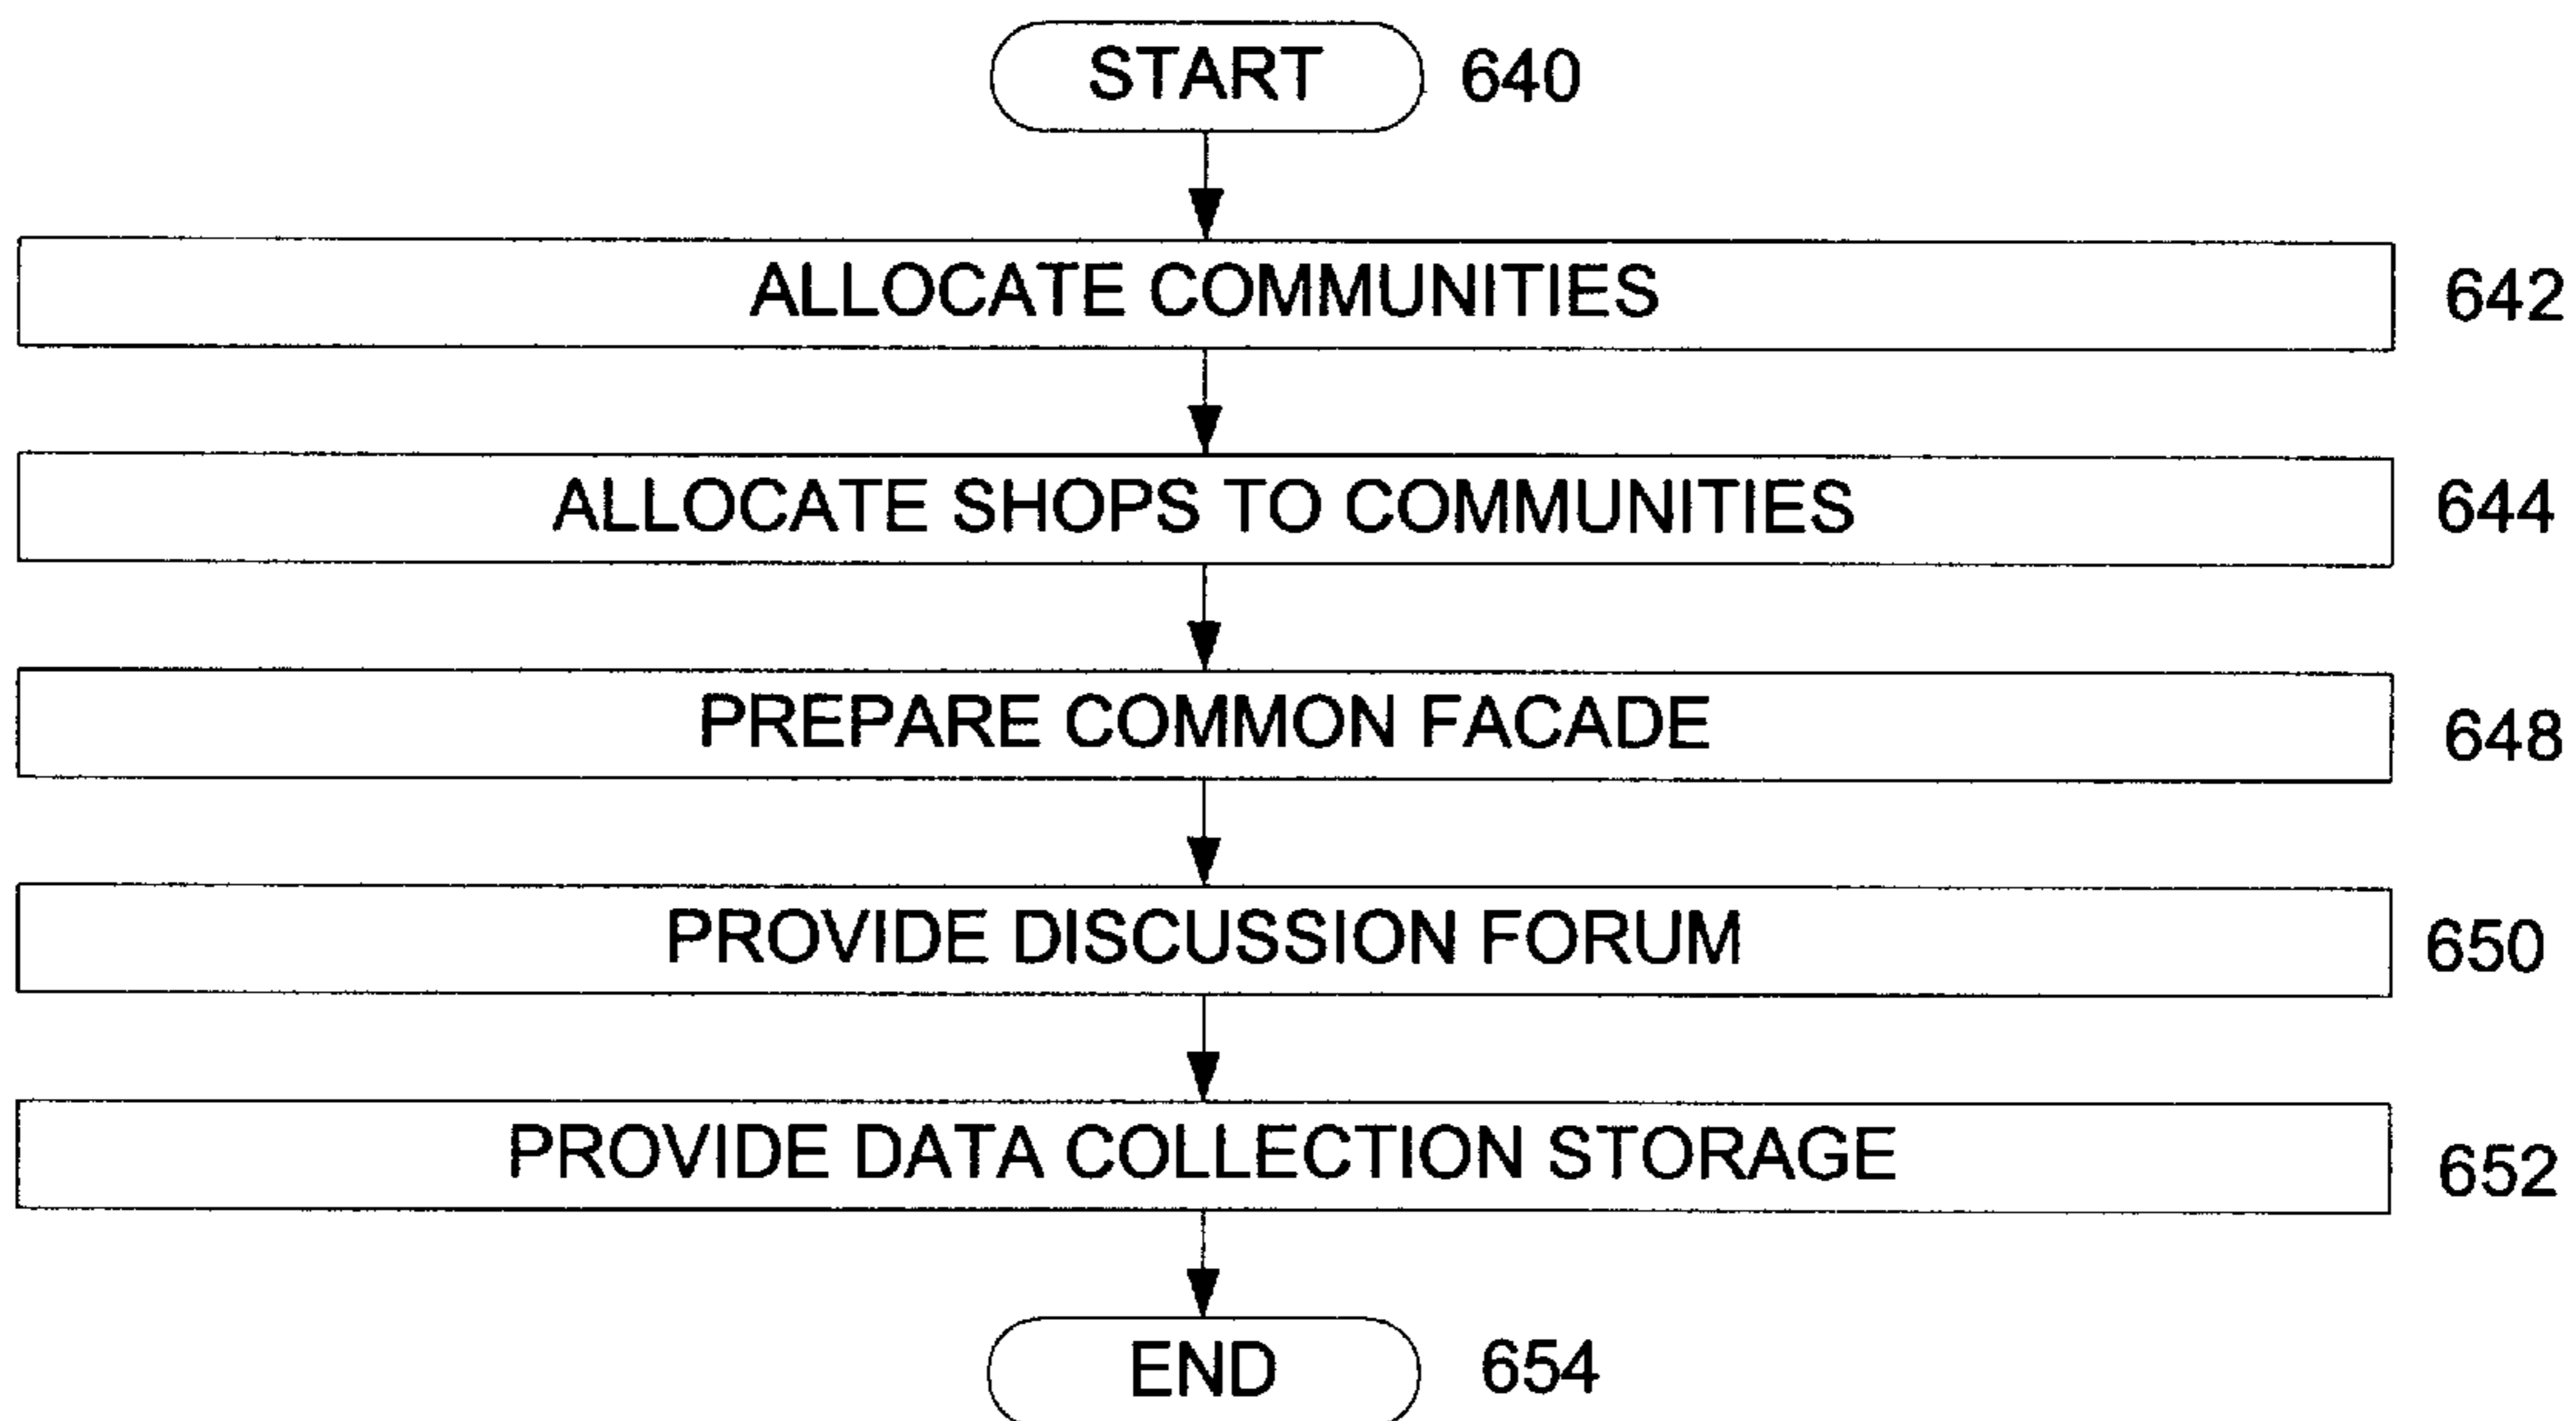 START 640
ALLOCATE COMMUNITIES 642
ALLOCATE SHOPS TO COMMUNITIES 644
PREPARE COMMON FACADE 648
PROVIDE DISCUSSION FORUM 650
PROVIDE DATA COLLECTION STORAGE 652
END 654